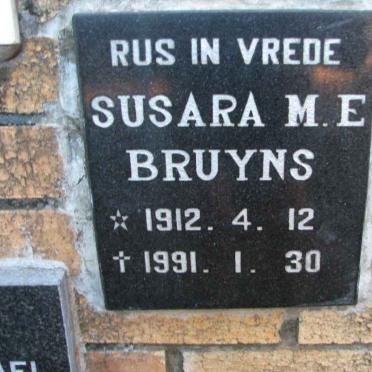 RUS IN VREDE
SUSARA M. E
BRUYNS
☆ 1912. 4. 12
† 1991. 1. 30